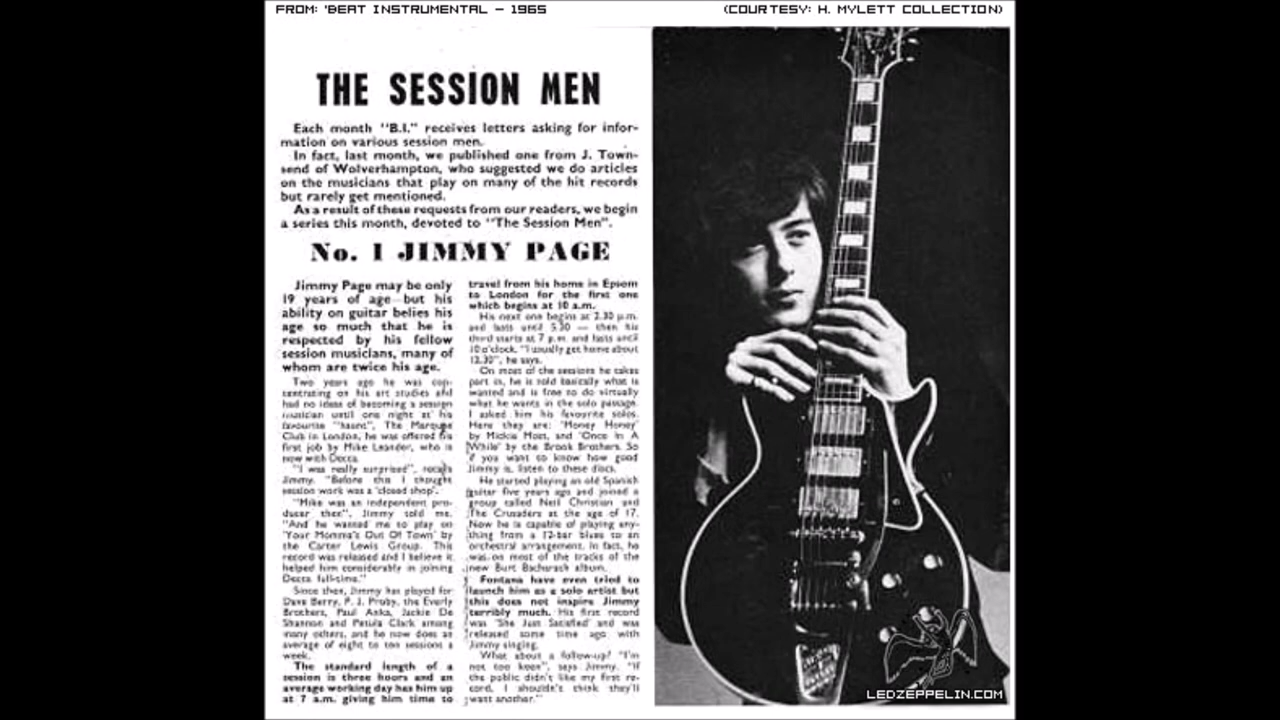 FROM: 'BEAT INSTRUMENTAL - 1965
(COURTESY: H. MYLETT COLLECTION)
THE SESSION MEN
Each month "B.I." receives letters asking for infor-
mation on various session men.
In fact, last month, we published one from J. Town-
send of Wolverhampton, who suggested we do articles
on the musicians that play on many of the hit records
but rarely get mentioned.
As a result of these requests from our readers, we begin
a series this month, devoted to "The Session Men".
No. 1 JIMMY PAGE
Jimmy Page may be only
19 years of age but his
ability on guitar belies his
age so much that he is
respected by his fellow
session musicians, many of
whom are twice his age.
Two years ago he was con-
centrating on his art studies and
had no ideas of becoming a session
musician until one night at his
favourite "haunt", The Marquee
Club in London, he was offered his
first job by Mike Leander, who is
now with Decca.
"I was really surprised", recalls
Jimmy. "Before this I thought
session work was a 'closed shop'.
"Mike was an independent pro-
ducer then", Jimmy told me.
"And he wanted me to play on
'Your Momma's Out Of Town' by
the Carter Lewis Group. This
record was released and I believe it
helped him considerably in joining
Decca full-time."
Since then, Jimmy has played for
Dave Berry, P. J. Proby, the Everly
Brothers, Paul Anka, Jackie De
Shannon and Petula Clark among
many others, and he now does an
average of eight to ten sessions a
week.
The standard length of a
session is three hours and an
average working day has him up
at 7 a.m. giving him time to
travel from his home in Epsom
to London for the first one
which begins at 10 a.m.
His next one begins at 2.30 p.m.
and lasts until 5.30 — then his
third starts at 7 p.m. and lasts until
10 o'clock. "I usually get home about
12.30", he says.
On most of the sessions he takes
part in, he is told basically what is
wanted and is free to do virtually
what he wants in the solo passage.
I asked him his favourite solos.
Here they are: 'Honey Honey'
by Mickie Most, and 'Once In A
While' by the Brook Brothers. So
if you want to know how good
Jimmy is, listen to these discs.
He started playing an old Spanish
guitar five years ago and joined a
group called Neil Christian and
The Crusaders at the age of 17.
Now he is capable of playing any-
thing from a 12-bar blues to an
orchestral arrangement. In fact, he
was on most of the tracks of the
new Burt Bacharach album.
Fontana have even tried to
launch him as a solo artist but
this does not inspire Jimmy
terribly much. His first record
was 'She Just Satisfied' and was
released some time ago with
Jimmy singing.
What about a follow-up? "I'm
not too keen", says Jimmy. "If
the public didn't like my first re-
cord, I shouldn't think they'll
want another."
LEDZEPPELIN.COM